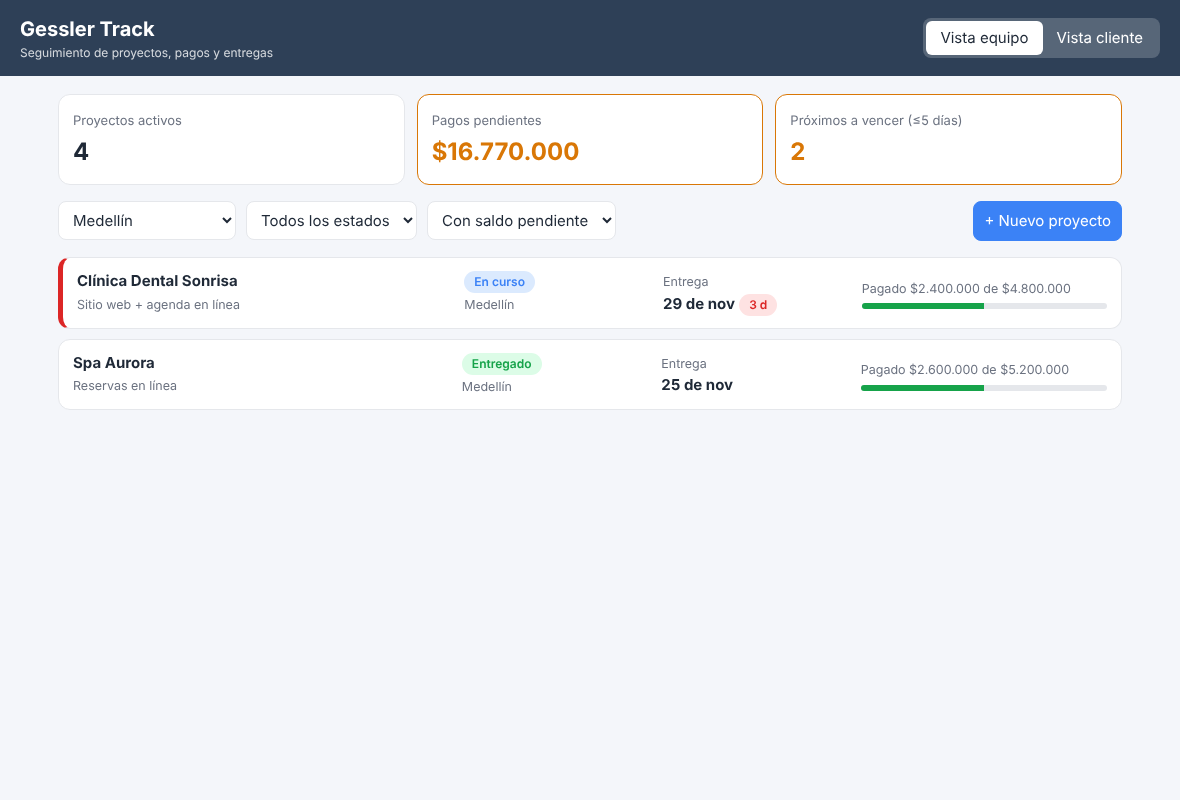 Gessler Track
Seguimiento de proyectos, pagos y entregas
Vista equipo
Vista cliente
Proyectos activos
4
Pagos pendientes
$16.770.000
Próximos a vencer (≤5 días)
2
Medellín
Todos los estados
Con saldo pendiente
+ Nuevo proyecto
Clínica Dental Sonrisa
Sitio web + agenda en línea
En curso
Medellín
Entrega
29 de nov 3 d
Pagado $2.400.000 de $4.800.000
Spa Aurora
Reservas en línea
Entregado
Medellín
Entrega
25 de nov
Pagado $2.600.000 de $5.200.000